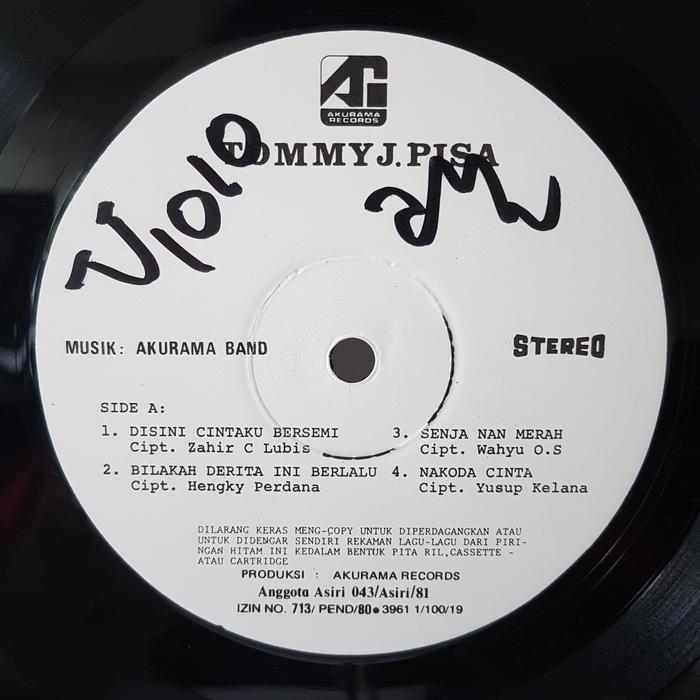 AKURAMA
RECORDS
TOMMY J. PISA
MUSIK: AKURAMA BAND
STEREO
SIDE A:
1. DISINI CINTAKU BERSEMI
Cipt. Zahir C Lubis
2. BILAKAH DERITA INI BERLALU
Cipt. Hengky Perdana
3. SENJA NAN MERAH
Cipt. Wahyu O.S
4. NAKODA CINTA
Cipt. Yusup Kelana
DILARANG KERAS MENG-COPY UNTUK DIPERDAGANGKAN ATAU
UNTUK DIDENGAR SENDIRI REKAMAN LAGU-LAGU DARI PIRI-
NGAN HITAM INI KEDALAM BENTUK PITA RIL,CASSETTE -
ATAU CARTRIDGE
PRODUKSI : AKURAMA RECORDS
Anggota Asiri 043/Asiri/81
IZIN NO. 713/ PEND/80● 3961 1/100/19